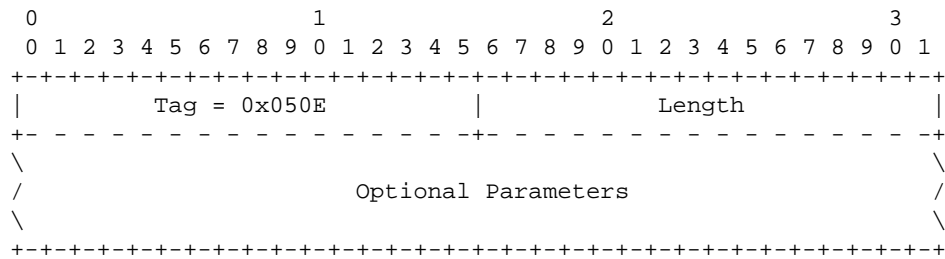 0                   1                   2                   3
 0 1 2 3 4 5 6 7 8 9 0 1 2 3 4 5 6 7 8 9 0 1 2 3 4 5 6 7 8 9 0 1
+-+-+-+-+-+-+-+-+-+-+-+-+-+-+-+-+-+-+-+-+-+-+-+-+-+-+-+-+-+-+-+-+
|         Tag = 0x050E          |            Length             |
+- - - - - - - - - - - - - - - -+- - - - - - - - - - - - - - - -+
\                                                               \
/                       Optional Parameters                     /
\                                                               \
+-+-+-+-+-+-+-+-+-+-+-+-+-+-+-+-+-+-+-+-+-+-+-+-+-+-+-+-+-+-+-+-+